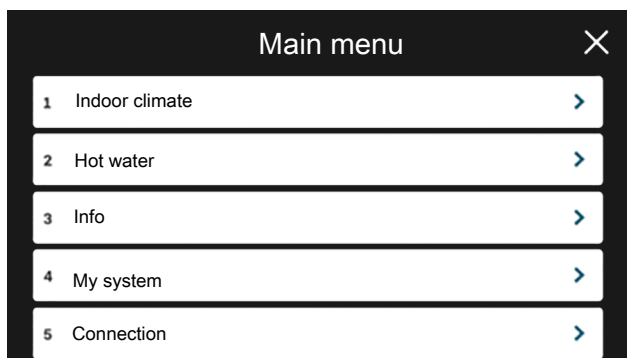 Main menu
1 Indoor climate
2 Hot water
3 Info
4 My system
5 Connection